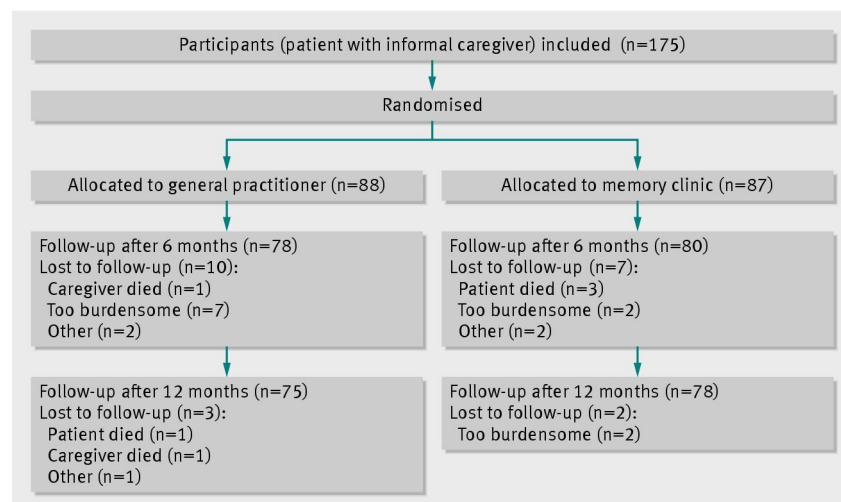 Participants (patient with informal caregiver) included (n=175)
Randomised
Allocated to general practitioner (n=88)
Allocated to memory clinic (n=87)
Follow-up after 6 months (n=78)
Lost to follow-up (n=10):
Caregiver died (n=1)
Too burdensome (n=7)
Other (n=2)
Follow-up after 6 months (n=80)
Lost to follow-up (n=7):
Patient died (n=3)
Too burdensome (n=2)
Other (n=2)
Follow-up after 12 months (n=75)
Lost to follow-up (n=3):
Patient died (n=1)
Caregiver died (n=1)
Other (n=1)
Follow-up after 12 months (n=78)
Lost to follow-up (n=2):
Too burdensome (n=2)